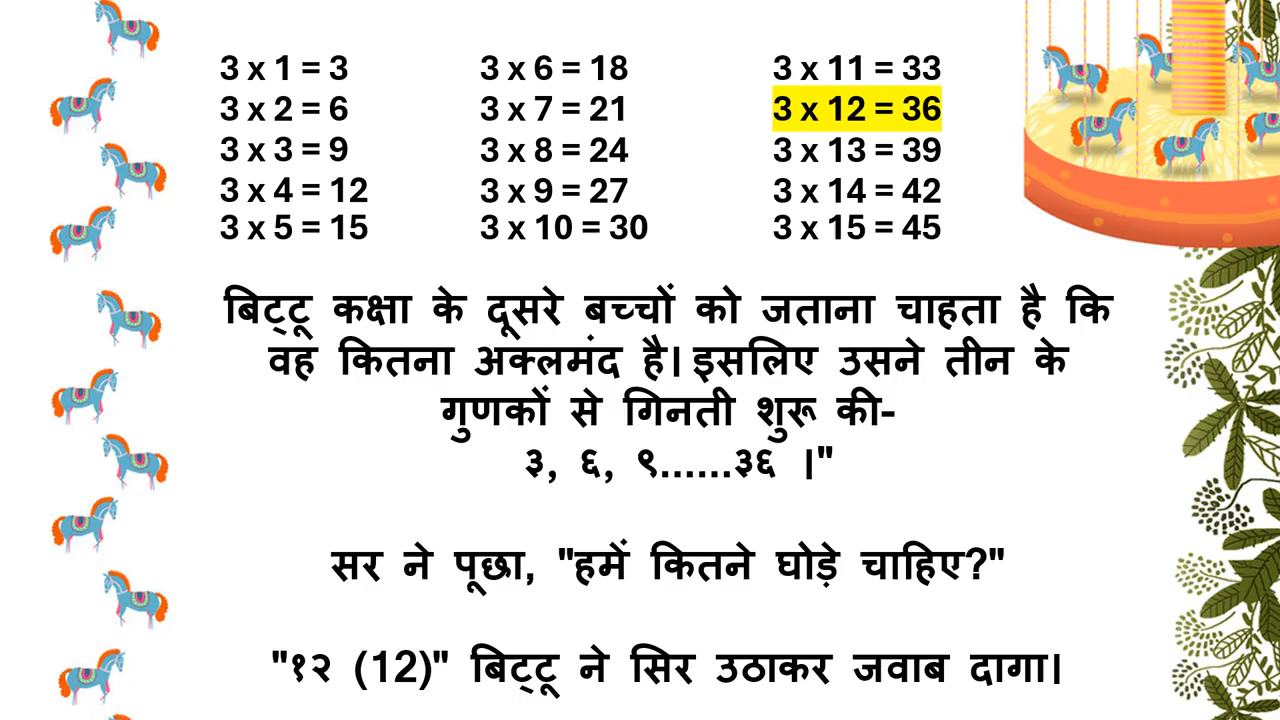 3 x 1 = 3
3 x 2 = 6
3 x 3 = 9
3 x 4 = 12
3 x 5 = 15
3 x 6 = 18
3 x 7 = 21
3 x 8 = 24
3 x 9 = 27
3 x 10 = 30
3 x 11 = 33
3 x 12 = 36
3 x 13 = 39
3 x 14 = 42
3 x 15 = 45
बिट्टू कक्षा के दूसरे बच्चों को जताना चाहता है कि
वह कितना अक्लमंद है। इसलिए उसने तीन के
गुणकों से गिनती शुरू की-
३, ६, ९......३६ ।"
सर ने पूछा, "हमें कितने घोड़े चाहिए?"
"१२ (12)" बिट्टू ने सिर उठाकर जवाब दागा।